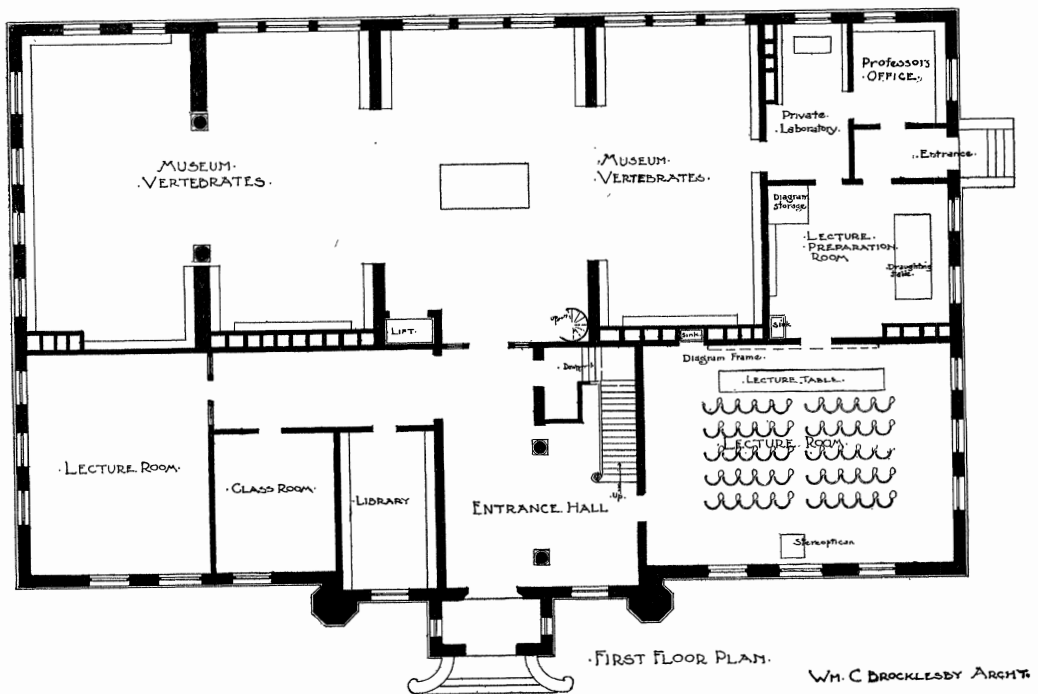 PROFESSOR'S
OFFICE.
Private
Laboratory.
Entrance.
MUSEUM.
VERTEBRATES.
MUSEUM.
VERTEBRATES.
Diagram
storage
LECTURE.
PREPARATION
ROOM
Draughting
table.
LIFT.
up
Sink
Sink
Down
Diagram Frame.
LECTURE TABLE.
LECTURE ROOM.
LECTURE ROOM.
CLASS ROOM.
LIBRARY
ENTRANCE HALL
Up.
Stereoptican
FIRST FLOOR PLAN.
WM. C BROCKLESBY ARCHT.